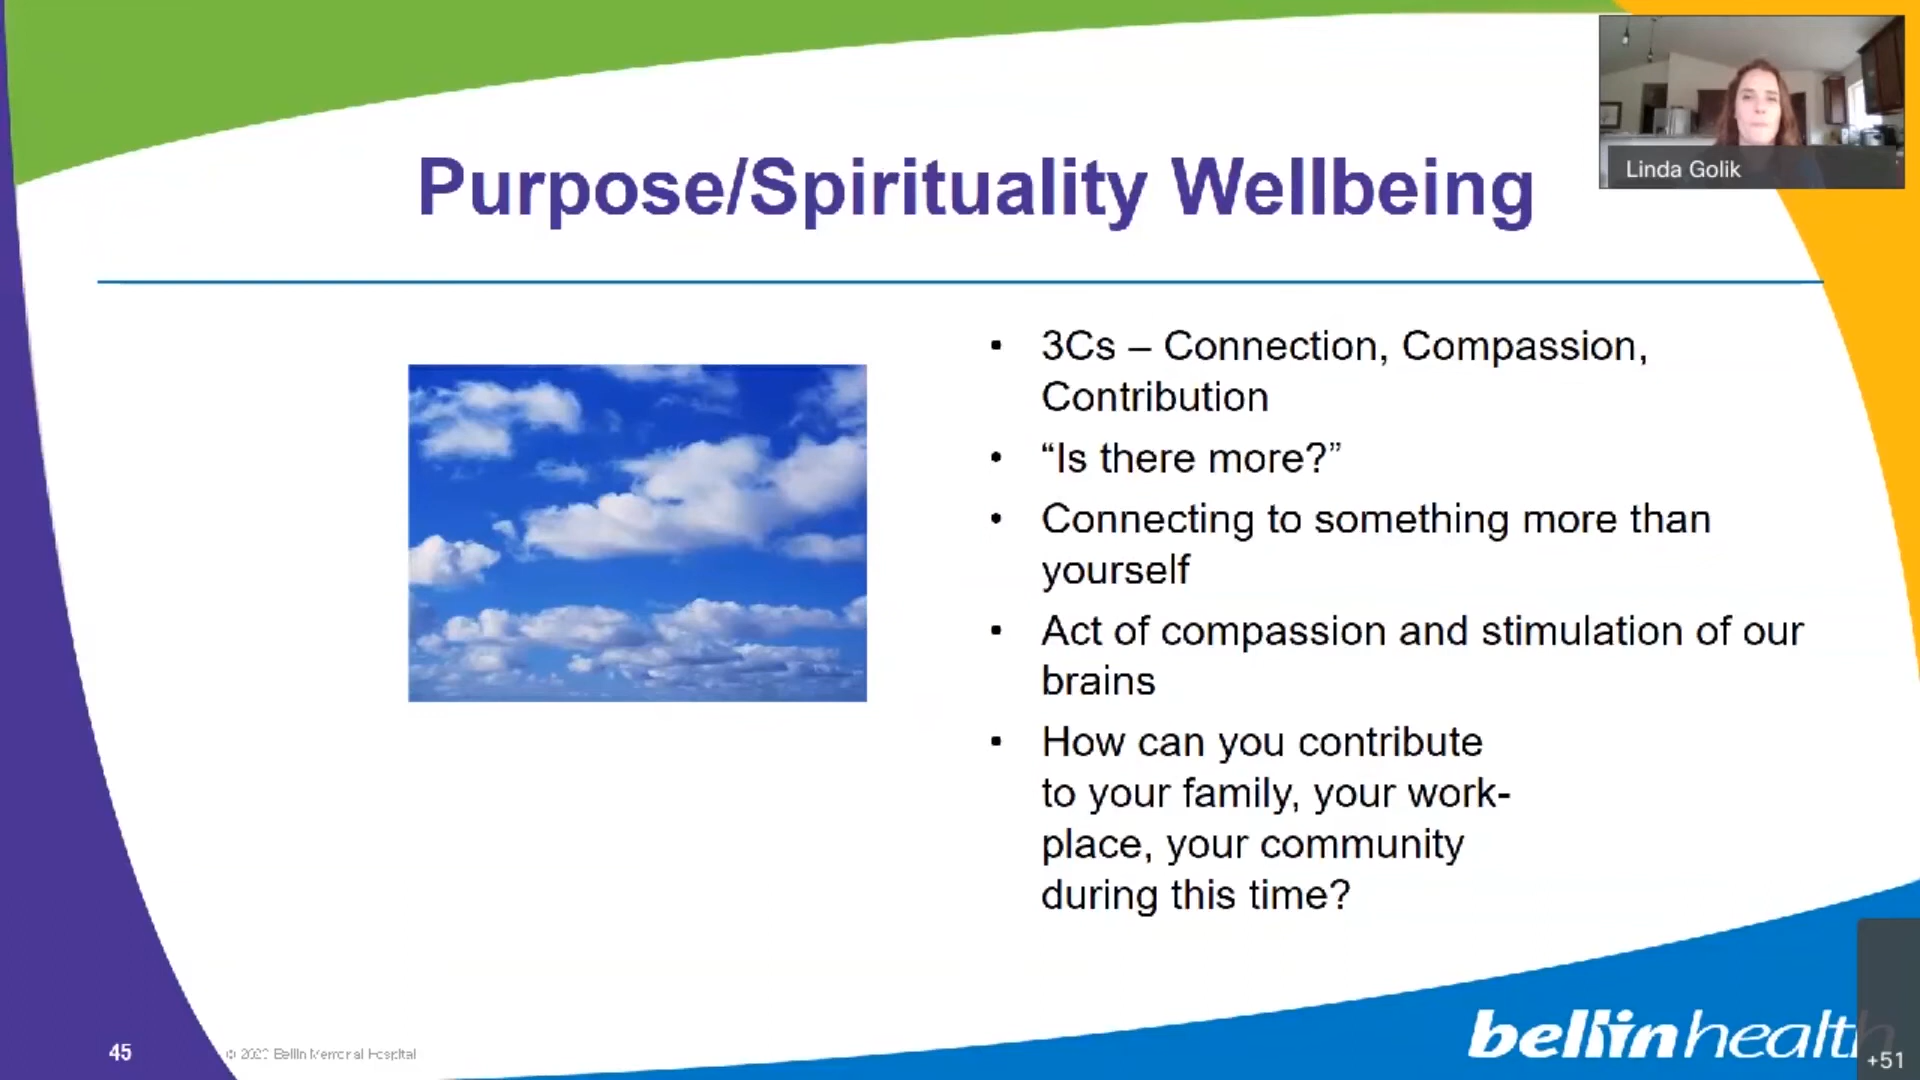 Linda Golik
Purpose/Spirituality Wellbeing
• 3Cs – Connection, Compassion,
Contribution
• “Is there more?”
• Connecting to something more than
yourself
• Act of compassion and stimulation of our
brains
• How can you contribute
to your family, your work-
place, your community
during this time?
45
© Bellin Memorial Hospital
bellinhealth
+51